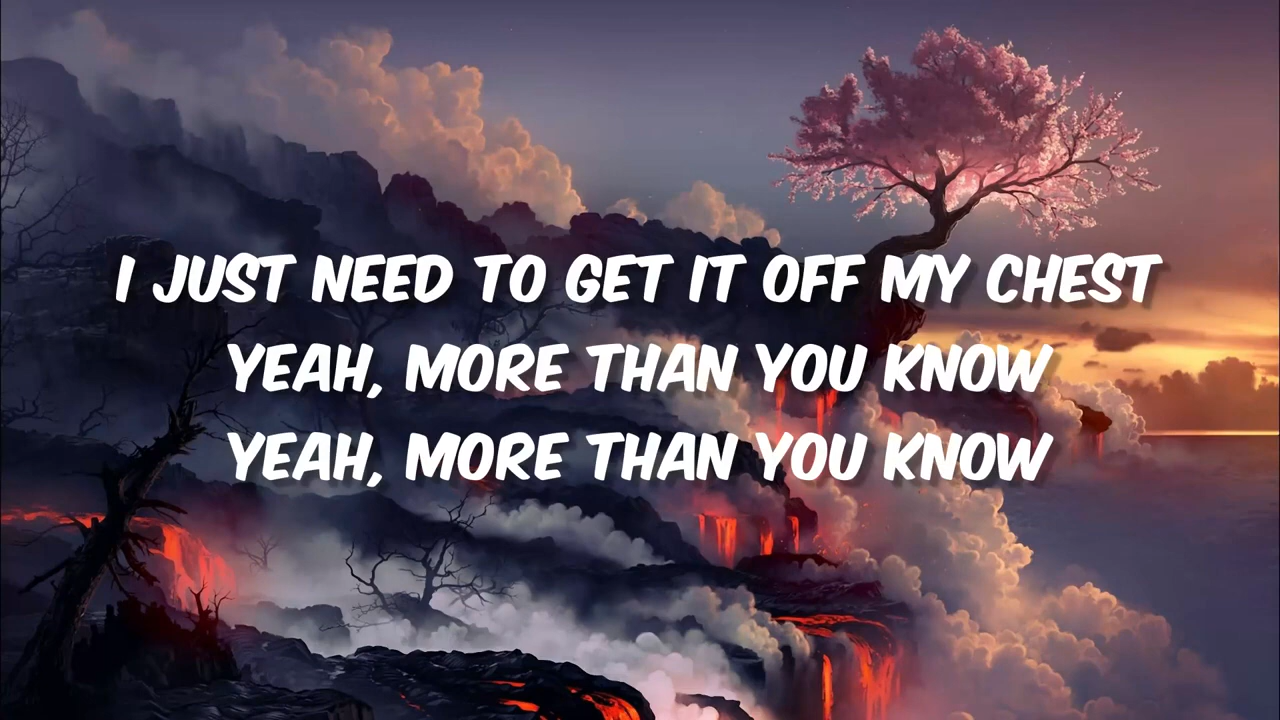 I JUST NEED TO GET IT OFF MY CHEST
YEAH, MORE THAN YOU KNOW
YEAH, MORE THAN YOU KNOW